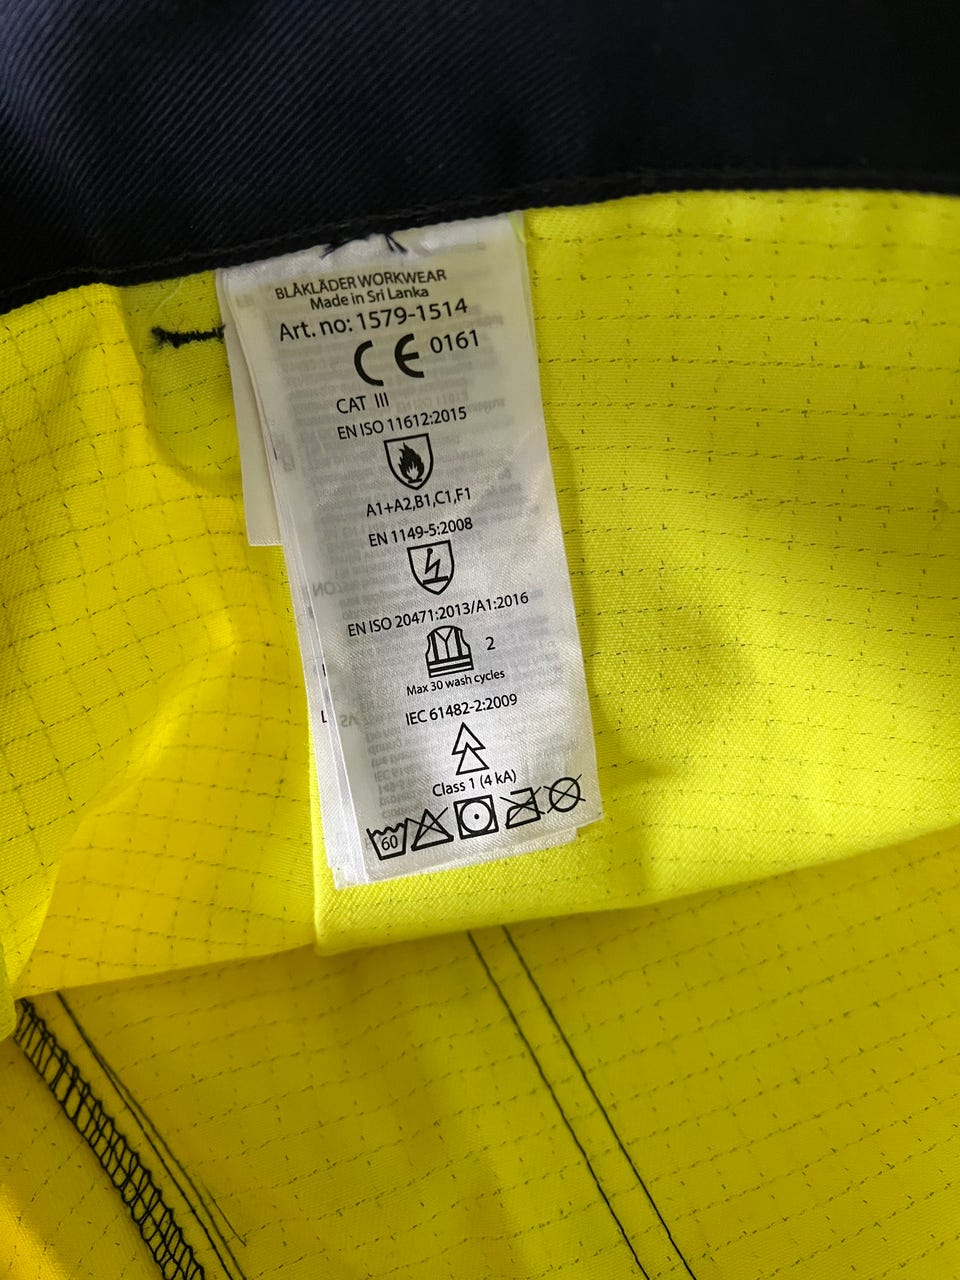 BLÅKLÄDER WORKWEAR
Made in Sri Lanka
Art. no: 1579-1514
CE 0161
CAT III
EN ISO 11612:2015
A1+A2,B1,C1,F1
EN 1149-5:2008
EN ISO 20471:2013/A1:2016
2
Max 30 wash cycles
IEC 61482-2:2009
Class 1 (4 kA)
60